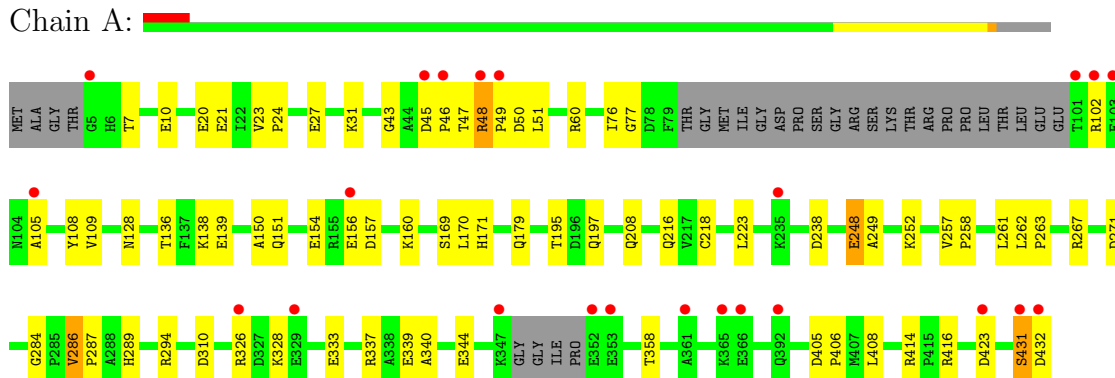 Chain A:
MET ALA GLY THR G5 H6 T7 E10 E20 E21 I22 V23 P24 E27 K31 G43 A44 D45 P46 T47 R48 P49 D50 L51 R60 I76 G77 D78 F79 THR GLY MET ILE GLY ASP PRO SER GLY ARG SER LYS THR ARG PRO PRO LEU THR LEU GLU GLU T101 R102 E103
N104 A105 Y108 V109 N128 T136 F137 K138 E139 A150 Q151 E154 R155 E156 D157 K160 S169 L170 H171 Q179 T195 D196 Q197 Q208 Q216 V217 C218 L223 K235 D238 E248 A249 K252 V257 P258 L261 L262 P263 R267
G284 P285 V286 P287 A288 H289 R294 D310 R326 D327 K328 E329 E333 R337 A338 E339 A340 E344 K347 GLY GLY ILE PRO E352 E353 T358 A361 K365 E366 Q392 D405 P406 M407 L408 R414 P415 R416 D423 S431 D432